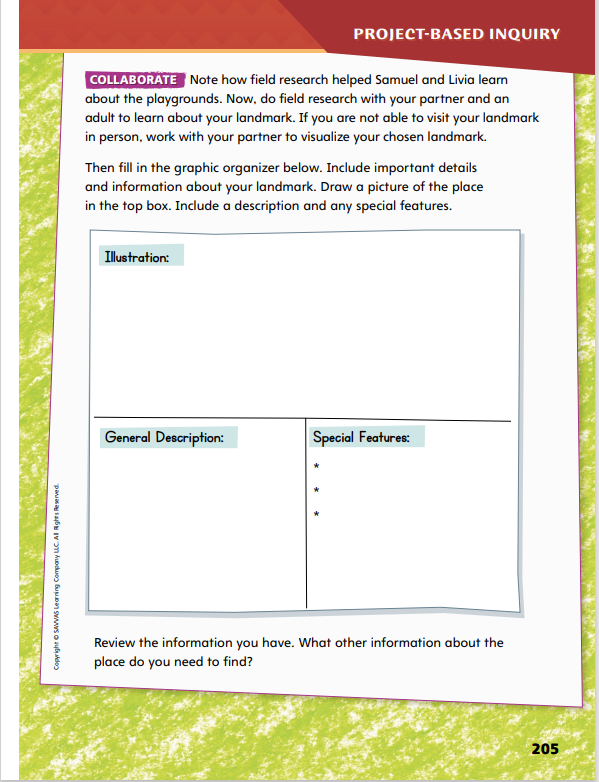 PROJECT-BASED INQUIRY
COLLABORATE Note how field research helped Samuel and Livia learn
about the playgrounds. Now, do field research with your partner and an
adult to learn about your landmark. If you are not able to visit your landmark
in person, work with your partner to visualize your chosen landmark.
Then fill in the graphic organizer below. Include important details
and information about your landmark. Draw a picture of the place
in the top box. Include a description and any special features.
Illustration:
General Description:
Special Features:
*
*
*
Review the information you have. What other information about the
place do you need to find?
Copyright © SAVVAS Learning Company LLC. All Rights Reserved.
205